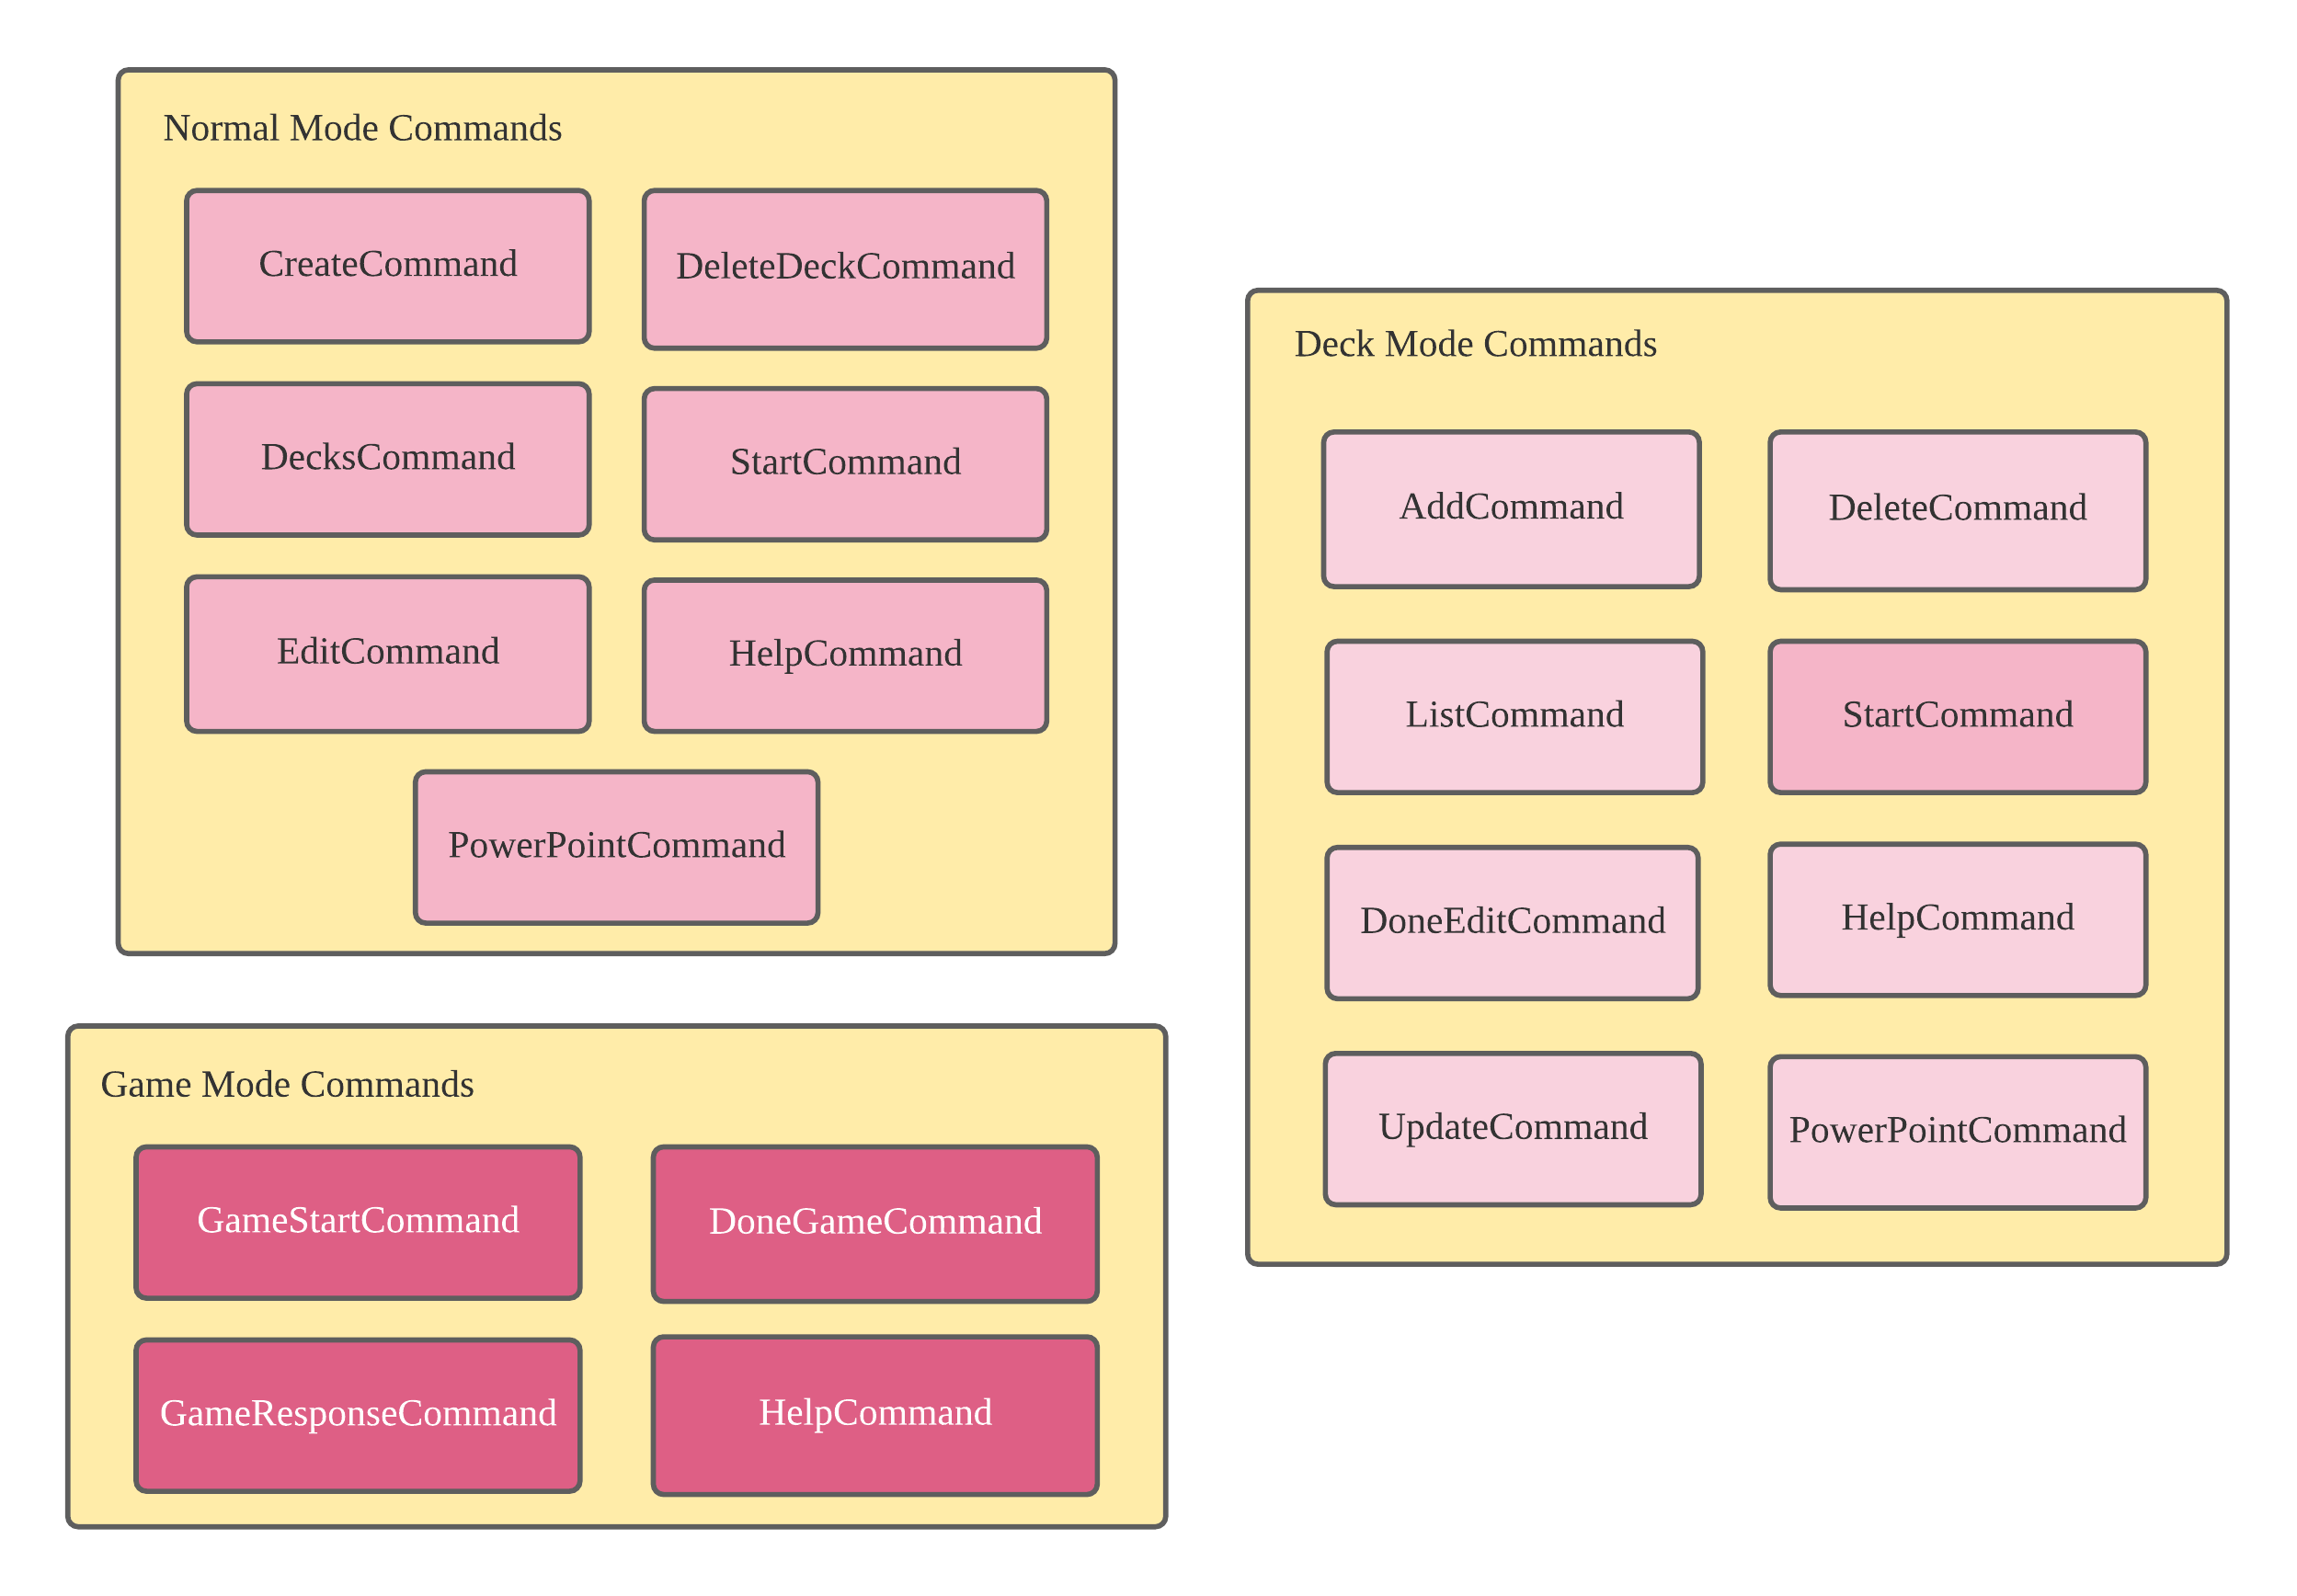 Normal Mode Commands
CreateCommand
DeleteDeckCommand
DecksCommand
StartCommand
EditCommand
HelpCommand
PowerPointCommand
Game Mode Commands
GameStartCommand
DoneGameCommand
GameResponseCommand
HelpCommand
Deck Mode Commands
AddCommand
DeleteCommand
ListCommand
StartCommand
DoneEditCommand
HelpCommand
UpdateCommand
PowerPointCommand